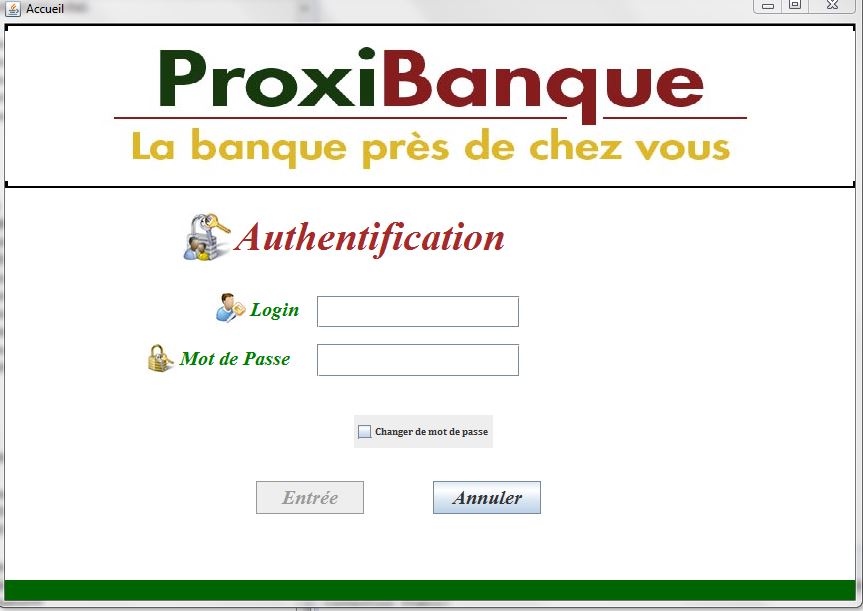 Accueil
ProxiBanque
La banque près de chez vous
Authentification
Login
Mot de Passe
Changer de mot de passe
Entrée
Annuler